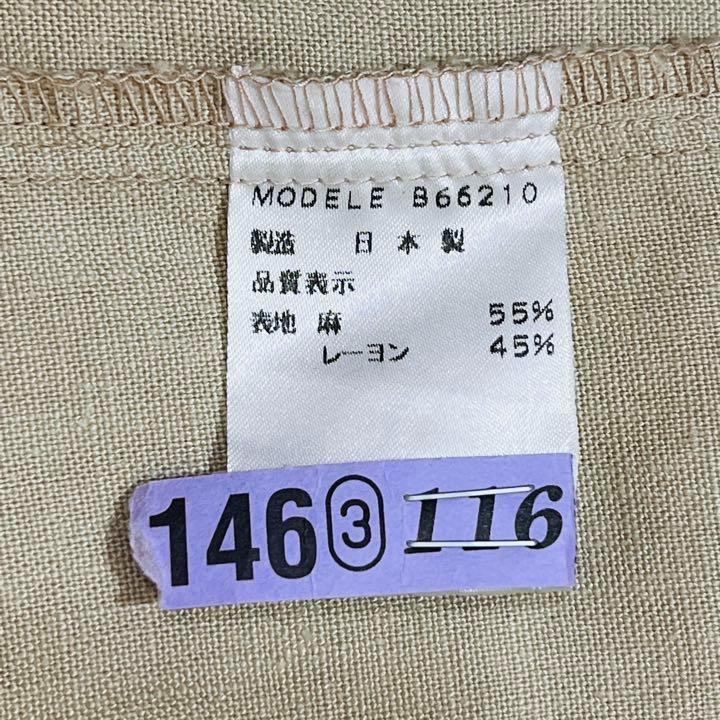 MODELE B66210
製造 日本製
品質表示
表地 麻 55%
レーヨン 45%
146 ③ 116